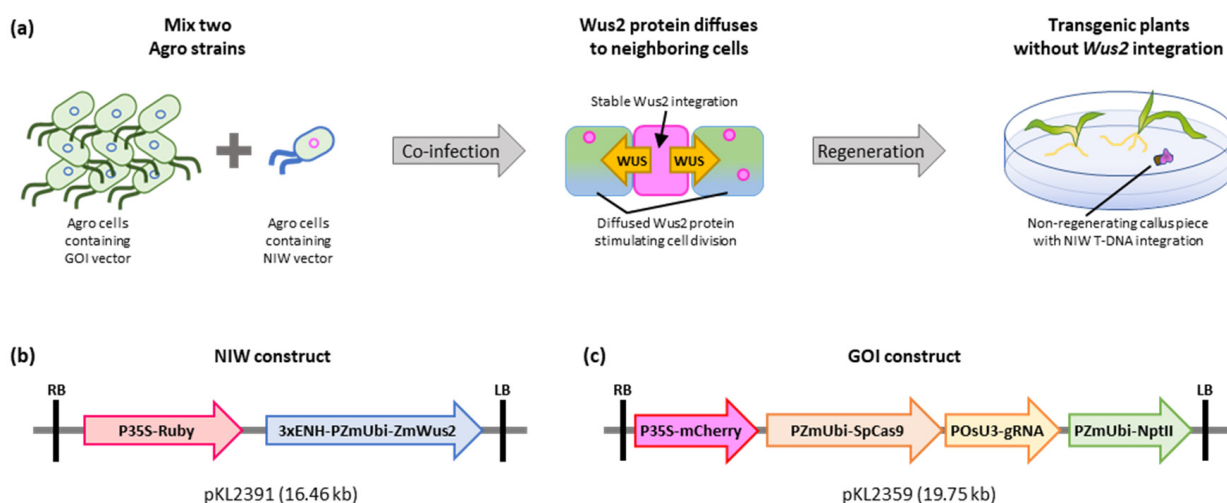 (a)
Mix two
Agro strains
Wus2 protein diffuses
to neighboring cells
Transgenic plants
without Wus2 integration
Stable Wus2 integration
Co-infection
WUS
WUS
Regeneration
Agro cells
containing
GOI vector
Agro cells
containing
NIW vector
Diffused Wus2 protein
stimulating cell division
Non-regenerating callus piece
with NIW T-DNA integration
(b)
NIW construct
RB
LB
P35S-Ruby
3xENH-PZmUbi-ZmWus2
pKL2391 (16.46 kb)
(c)
GOI construct
RB
LB
P35S-mCherry
PZmUbi-SpCas9
POsU3-gRNA
PZmUbi-NptII
pKL2359 (19.75 kb)